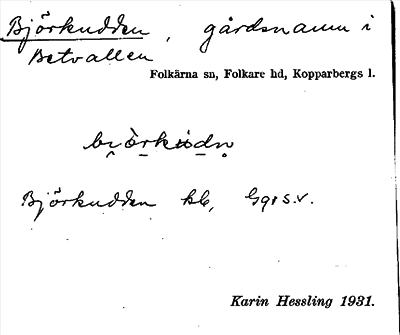 Björkudden, gårdsnamn i
Betvallen
Folkärna sn, Folkare hd, Kopparbergs l.
Björkudden kb,
Karin Hessling 1931.